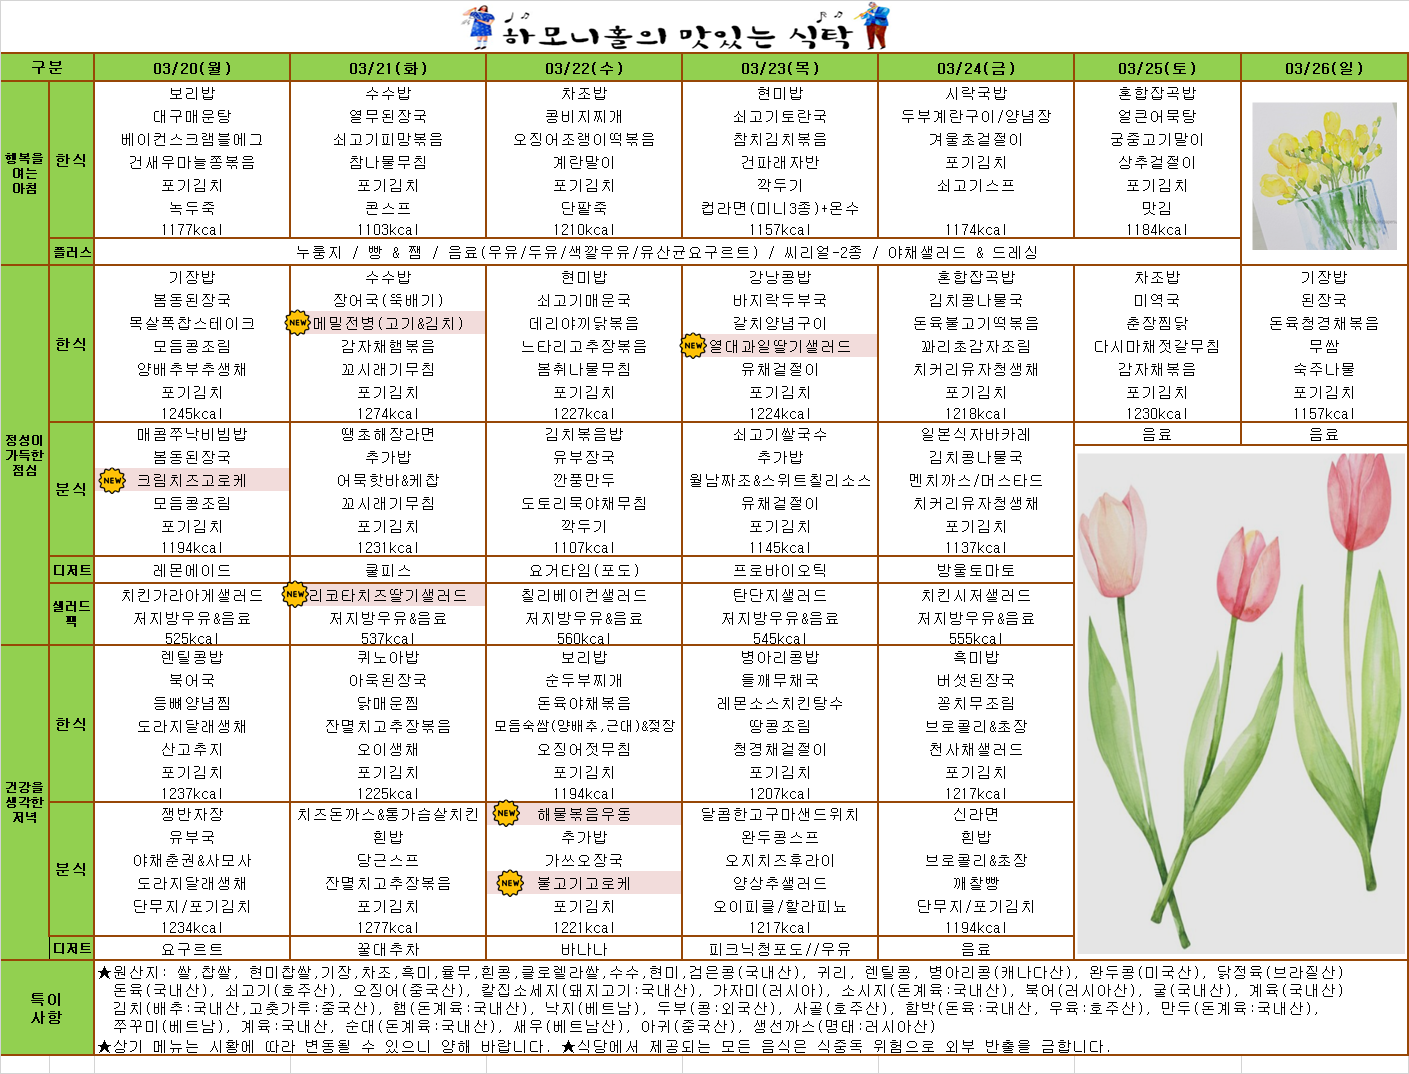 하모니홀의 맛있는 식탁
구분 03/20(월) 03/21(화) 03/22(수) 03/23(목) 03/24(금) 03/25(토) 03/26(일)
행복을
여는
아침
한식
보리밥 수수밥 차조밥 현미밥 시락국밥 혼합잡곡밥
대구매운탕 열무된장국 콩비지찌개 쇠고기토란국 두부계란구이/양념장 얼큰어묵탕
베이컨스크램블에그 쇠고기피망볶음 오징어조랭이떡볶음 참치김치볶음 겨울초겉절이 궁중고기말이
건새우마늘쫑볶음 참나물무침 계란말이 건파래자반 포기김치 상추겉절이
포기김치 포기김치 포기김치 깍두기 쇠고기스프 포기김치
녹두죽 콘스프 단팥죽 컵라면(미니3종)+온수 맛김
1177kcal 1103kcal 1210kcal 1157kcal 1174kcal 1184kcal
플러스 누룽지 / 빵 & 잼 / 음료(우유/두유/색깔우유/유산균요구르트) / 씨리얼-2종 / 야채샐러드 & 드레싱
정성이
가득한
점심
한식
기장밥 수수밥 현미밥 강낭콩밥 혼합잡곡밥 차조밥 기장밥
봄동된장국 장어국(뚝배기) 쇠고기매운국 바지락두부국 김치콩나물국 미역국 된장국
목살폭찹스테이크 NEW 메밀전병(고기&김치) 데리야끼닭볶음 갈치양념구이 돈육불고기떡볶음 춘장찜닭 돈육청경채볶음
모듬콩조림 감자채햄볶음 느타리고추장볶음 NEW 열대과일딸기샐러드 꽈리초감자조림 다시마채젓갈무침 무쌈
양배추부추생채 꼬시래기무침 봄취나물무침 유채겉절이 치커리유자청생채 감자채볶음 숙주나물
포기김치 포기김치 포기김치 포기김치 포기김치 포기김치 포기김치
1245kcal 1274kcal 1227kcal 1224kcal 1218kcal 1230kcal 1157kcal
분식
매콤쭈낙비빔밥 땡초해장라면 김치볶음밥 쇠고기쌀국수 일본식자바카레 음료 음료
봄동된장국 추가밥 유부장국 추가밥 김치콩나물국
NEW 크림치즈고로케 어묵핫바&케찹 깐풍만두 월남짜조&스위트칠리소스 멘치까스/머스타드
모듬콩조림 꼬시래기무침 도토리묵야채무침 유채겉절이 치커리유자청생채
포기김치 포기김치 깍두기 포기김치 포기김치
1194kcal 1231kcal 1107kcal 1145kcal 1137kcal
디저트 레몬에이드 쿨피스 요거타임(포도) 프로바이오틱 방울토마토
샐러드
팩
치킨가라아게샐러드 NEW 리코타치즈딸기샐러드 칠리베이컨샐러드 탄단지샐러드 치킨시저샐러드
저지방우유&음료 저지방우유&음료 저지방우유&음료 저지방우유&음료 저지방우유&음료
525kcal 537kcal 560kcal 545kcal 555kcal
건강을
생각한
저녁
한식
렌틸콩밥 퀴노아밥 보리밥 병아리콩밥 흑미밥
북어국 아욱된장국 순두부찌개 들깨무채국 버섯된장국
등뼈양념찜 닭매운찜 돈육야채볶음 레몬소스치킨탕수 꽁치무조림
도라지달래생채 잔멸치고추장볶음 모듬숙쌈(양배추,근대)&젖장 땅콩조림 브로콜리&초장
산고추지 오이생채 오징어젓무침 청경채겉절이 천사채샐러드
포기김치 포기김치 포기김치 포기김치 포기김치
1237kcal 1225kcal 1194kcal 1207kcal 1217kcal
분식
쟁반자장 치즈돈까스&통가슴살치킨 NEW 해물볶음우동 달콤한고구마샌드위치 신라면
유부국 흰밥 추가밥 완두콩스프 흰밥
야채춘권&사모사 당근스프 가쓰오장국 오지치즈후라이 브로콜리&초장
도라지달래생채 잔멸치고추장볶음 NEW 불고기고로케 양상추샐러드 깨찰빵
단무지/포기김치 포기김치 포기김치 오이피클/할라피뇨 단무지/포기김치
1234kcal 1277kcal 1221kcal 1217kcal 1194kcal
디저트 요구르트 꿀대추차 바나나 피크닉청포도//우유 음료
특이
사항
★원산지: 쌀,찹쌀, 현미찹쌀,기장,차조,흑미,율무,흰콩,클로렐라쌀,수수,현미,검은콩(국내산), 귀리, 렌틸콩, 병아리콩(캐나다산), 완두콩(미국산), 닭정육(브라질산)
돈육(국내산), 쇠고기(호주산), 오징어(중국산), 칼집소세지(돼지고기:국내산), 가자미(러시아), 소시지(돈계육:국내산), 북어(러시아산), 굴(국내산), 계육(국내산)
김치(배추:국내산,고춧가루:중국산), 햄(돈계육:국내산), 낙지(베트남), 두부(콩:외국산), 사골(호주산), 함박(돈육:국내산, 우육:호주산), 만두(돈계육:국내산),
쭈꾸미(베트남), 계육:국내산, 순대(돈계육:국내산), 새우(베트남산), 아귀(중국산), 생선까스(명태:러시아산)
★상기 메뉴는 시황에 따라 변동될 수 있으니 양해 바랍니다. ★식당에서 제공되는 모든 음식은 식중독 위험으로 외부 반출을 금합니다.